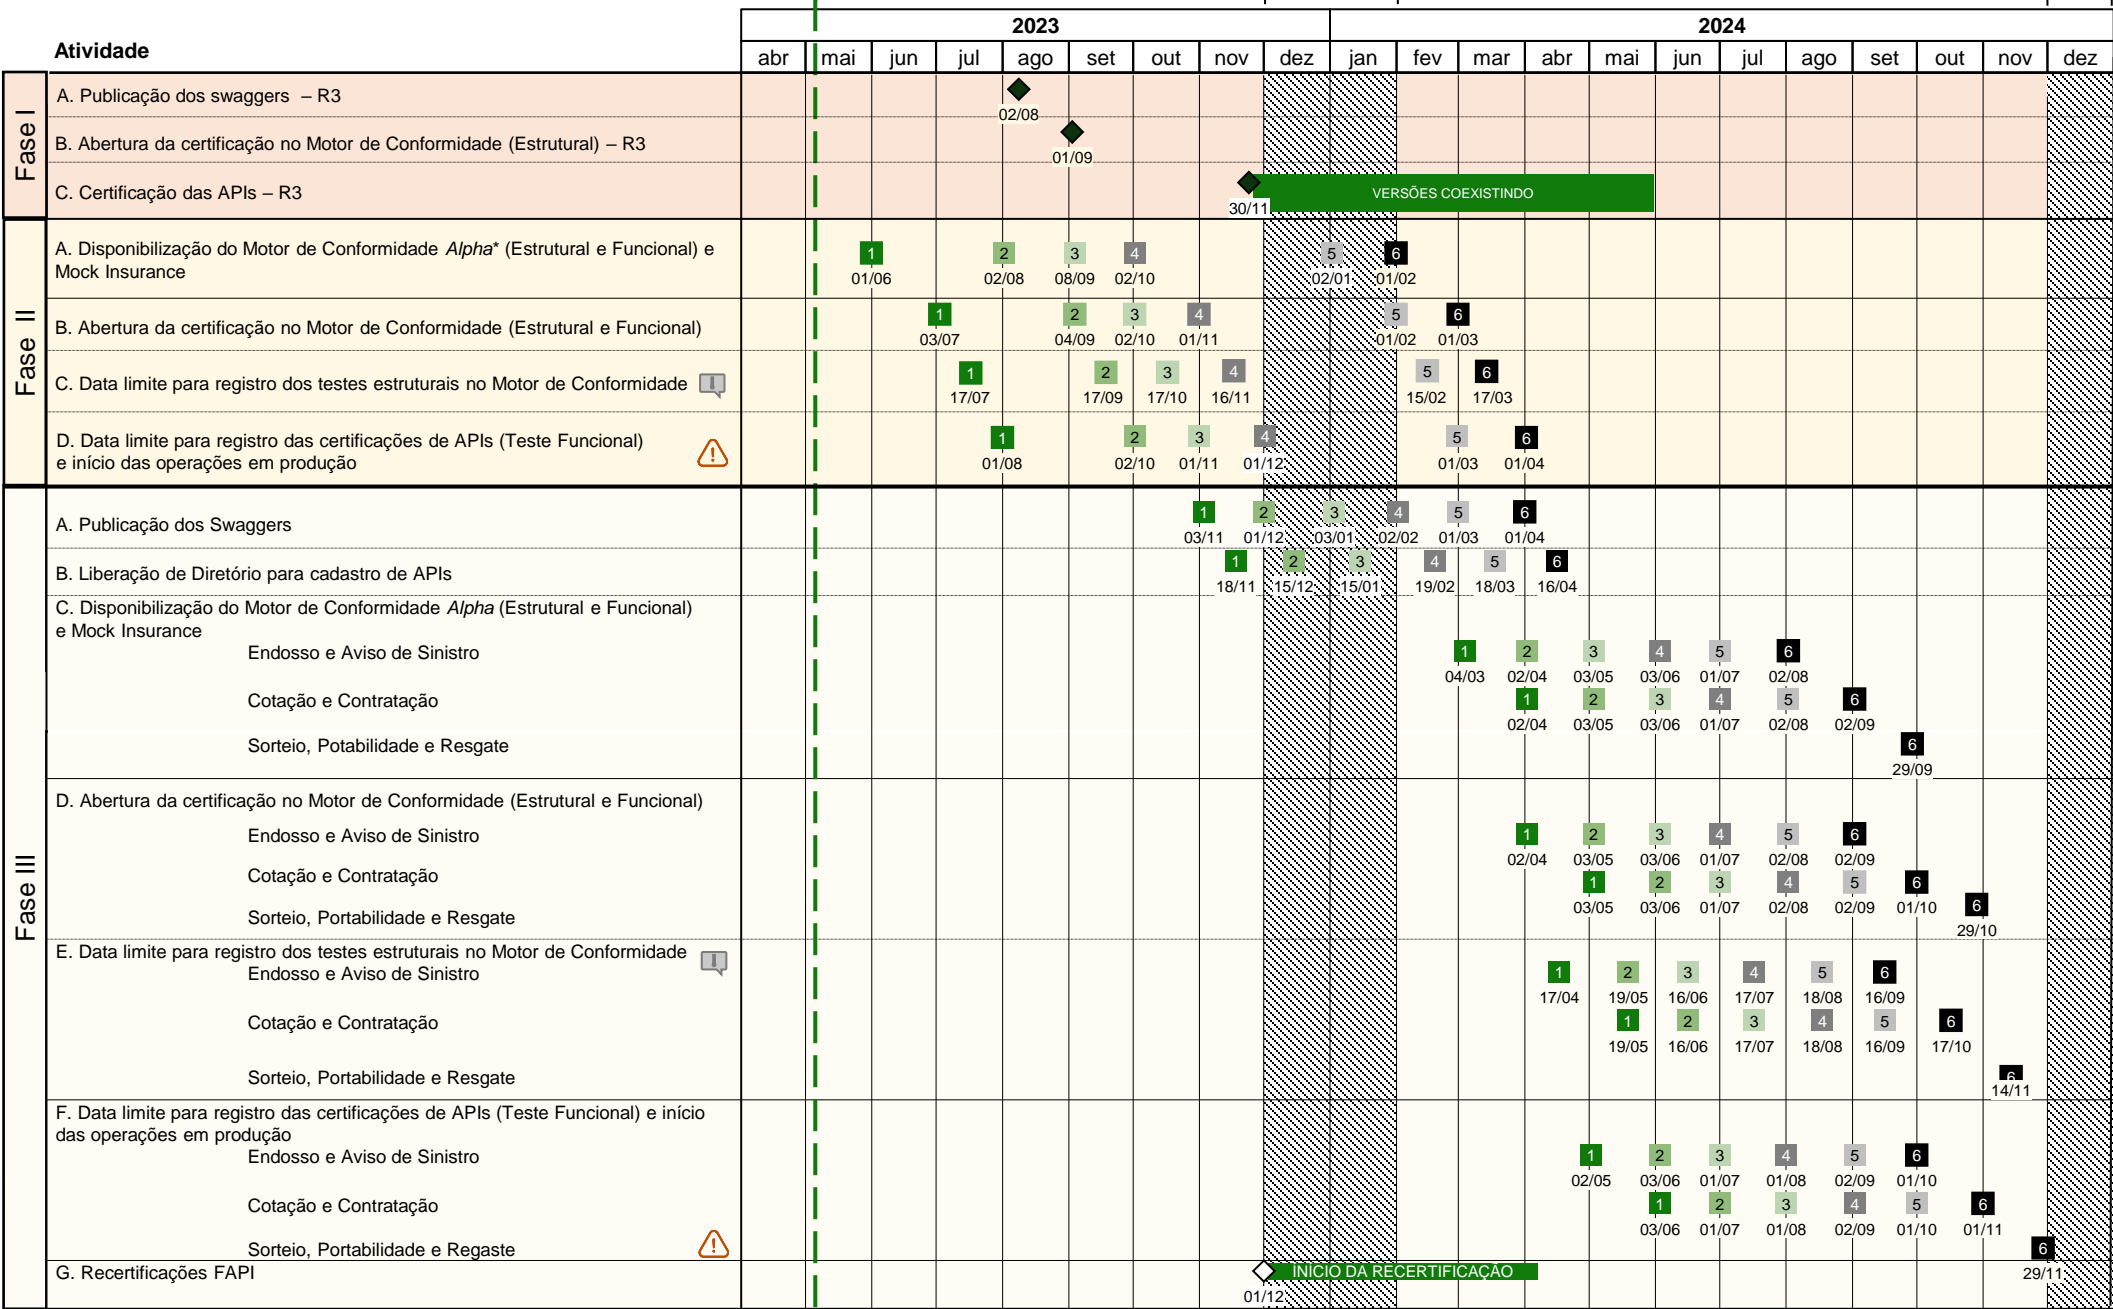 2023
2024
Atividade
abr
mai
jun
jul
ago
set
out
nov
dez
jan
fev
mar
abr
mai
jun
jul
ago
set
out
nov
dez
Fase I
A. Publicação dos swaggers – R3
02/08
B. Abertura da certificação no Motor de Conformidade (Estrutural) – R3
01/09
C. Certificação das APIs – R3
VERSÕES COEXISTINDO
30/11
Fase II
A. Disponibilização do Motor de Conformidade Alpha* (Estrutural e Funcional) e
Mock Insurance
1 2 3 4 5 6
01/06 02/08 08/09 02/10 02/01 01/02
B. Abertura da certificação no Motor de Conformidade (Estrutural e Funcional)
1 2 3 4 5 6
03/07 04/09 02/10 01/11 01/02 01/03
C. Data limite para registro dos testes estruturais no Motor de Conformidade
1 2 3 4 5 6
17/07 17/09 17/10 16/11 15/02 17/03
D. Data limite para registro das certificações de APIs (Teste Funcional)
e início das operações em produção
1 2 3 4 5 6
01/08 02/10 01/11 01/12 01/03 01/04
Fase III
A. Publicação dos Swaggers
1 2 3 4 5 6
03/11 01/12 03/01 02/02 01/03 01/04
B. Liberação de Diretório para cadastro de APIs
1 2 3 4 5 6
18/11 15/12 15/01 19/02 18/03 16/04
C. Disponibilização do Motor de Conformidade Alpha (Estrutural e Funcional)
e Mock Insurance
Endosso e Aviso de Sinistro
1 2 3 4 5 6
04/03 02/04 03/05 03/06 01/07 02/08
Cotação e Contratação
1 2 3 4 5 6
02/04 03/05 03/06 01/07 02/08 02/09
Sorteio, Potabilidade e Resgate
6
29/09
D. Abertura da certificação no Motor de Conformidade (Estrutural e Funcional)
Endosso e Aviso de Sinistro
1 2 3 4 5 6
02/04 03/05 03/06 01/07 02/08 02/09
Cotação e Contratação
1 2 3 4 5 6
03/05 03/06 01/07 02/08 02/09 01/10
Sorteio, Portabilidade e Resgate
6
29/10
E. Data limite para registro dos testes estruturais no Motor de Conformidade
Endosso e Aviso de Sinistro
1 2 3 4 5 6
17/04 19/05 16/06 17/07 18/08 16/09
Cotação e Contratação
1 2 3 4 5 6
19/05 16/06 17/07 18/08 16/09 17/10
Sorteio, Portabilidade e Resgate
6
14/11
F. Data limite para registro das certificações de APIs (Teste Funcional) e início
das operações em produção
Endosso e Aviso de Sinistro
1 2 3 4 5 6
02/05 03/06 01/07 01/08 02/09 01/10
Cotação e Contratação
1 2 3 4 5 6
03/06 01/07 01/08 02/09 01/10 01/11
Sorteio, Portabilidade e Regaste
6
29/11
G. Recertificações FAPI
INICIO DA RECERTIFICAÇÃO
01/12